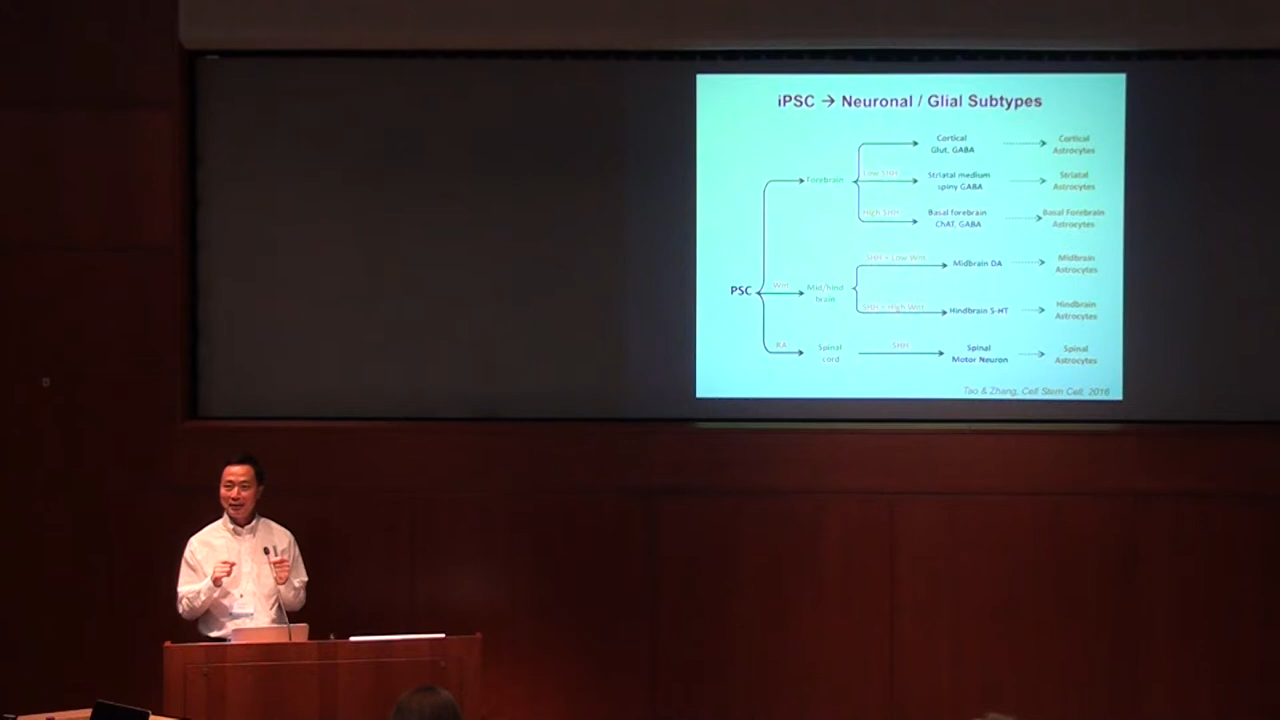 iPSC → Neuronal / Glial Subtypes
Cortical
Glut, GABA
Cortical
Astrocytes
Forebrain
Low SHH
Striatal medium
spiny GABA
Striatal
Astrocytes
High SHH
Basal forebrain
ChAT, GABA
Basal Forebrain
Astrocytes
SHH + Low Wnt
Midbrain DA
Midbrain
Astrocytes
PSC
Wnt
Mid/hind
brain
SHH + High Wnt
Hindbrain 5-HT
Hindbrain
Astrocytes
RA
Spinal
cord
SHH
Spinal
Motor Neuron
Spinal
Astrocytes
Tao & Zhang, Cell Stem Cell, 2016